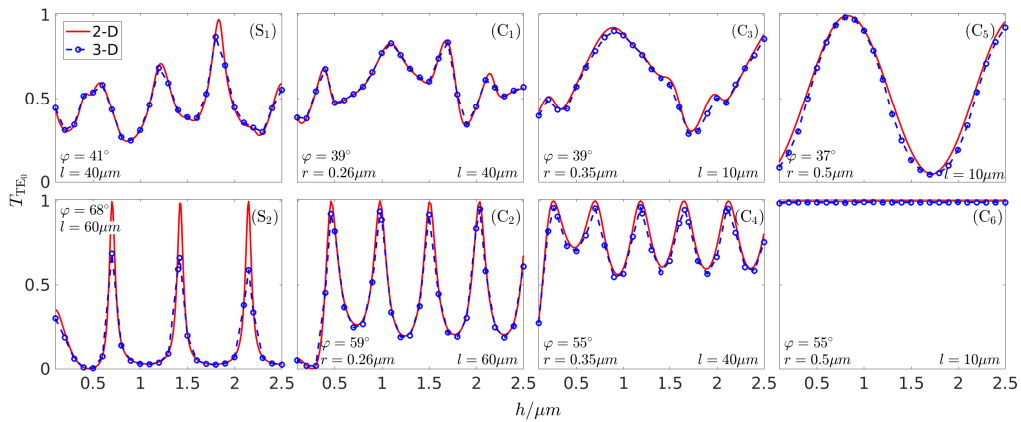 1
0.5
0
2-D
3-D
(S₁)
φ = 41°
l = 40μm
(C₁)
φ = 39°
r = 0.26μm
l = 40μm
(C₃)
φ = 39°
r = 0.35μm
l = 10μm
(C₅)
φ = 37°
r = 0.5μm
l = 10μm
T_TE₀
1
0.5
0
φ = 68°
l = 60μm
(S₂)
(C₂)
φ = 59°
r = 0.26μm
l = 60μm
(C₄)
φ = 55°
r = 0.35μm
l = 40μm
(C₆)
φ = 55°
r = 0.5μm
l = 10μm
0.5 1 1.5 2 2.5
0.5 1 1.5 2 2.5
0.5 1 1.5 2 2.5
0.5 1 1.5 2 2.5
h/μm